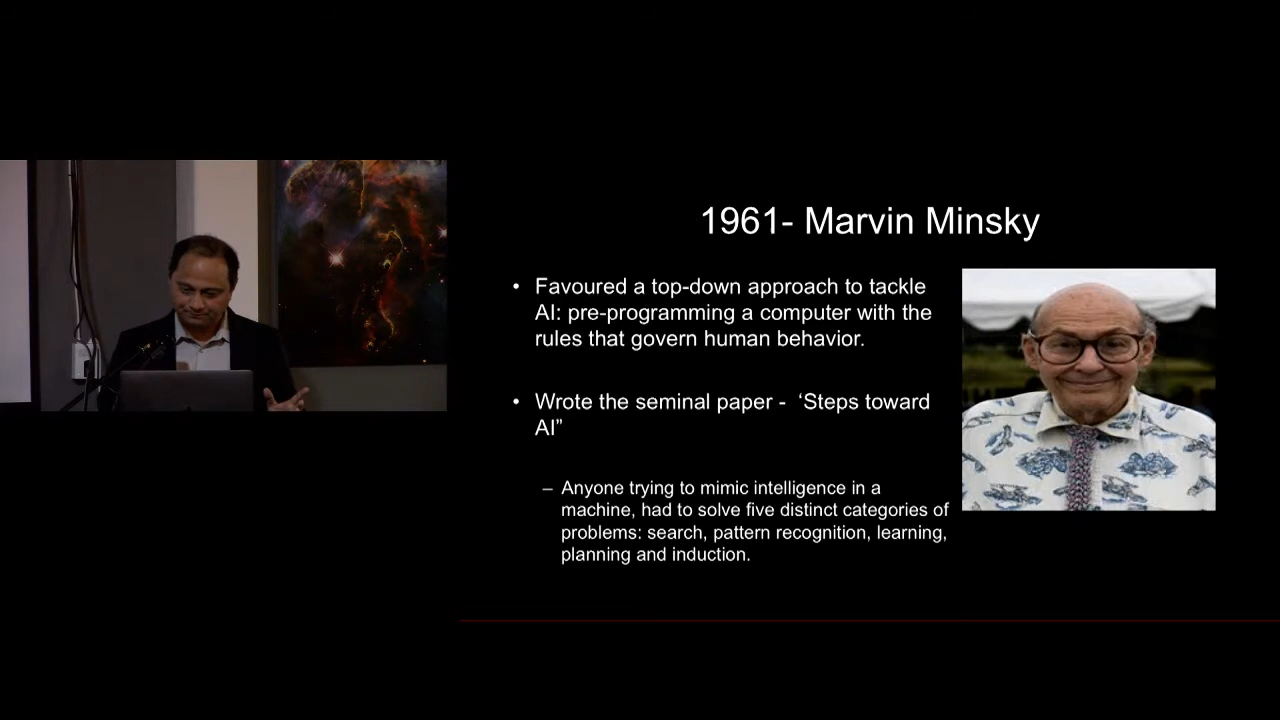 1961- Marvin Minsky
• Favoured a top-down approach to tackle
AI: pre-programming a computer with the
rules that govern human behavior.
• Wrote the seminal paper - ‘Steps toward
AI”
– Anyone trying to mimic intelligence in a
machine, had to solve five distinct categories of
problems: search, pattern recognition, learning,
planning and induction.